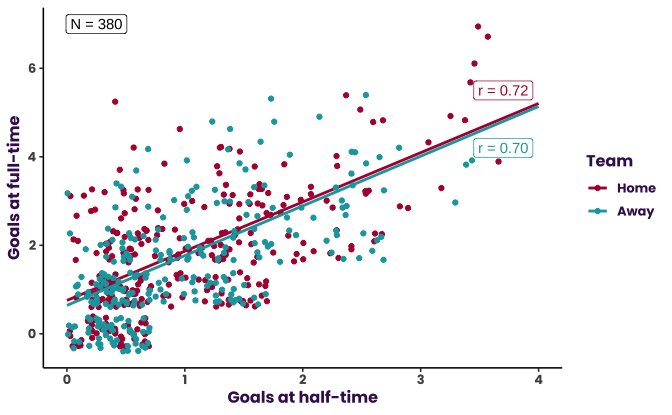 N = 380
r = 0.72
r = 0.70
Goals at full-time
6
4
2
0
0 1 2 3 4
Goals at half-time
Team
Home
Away